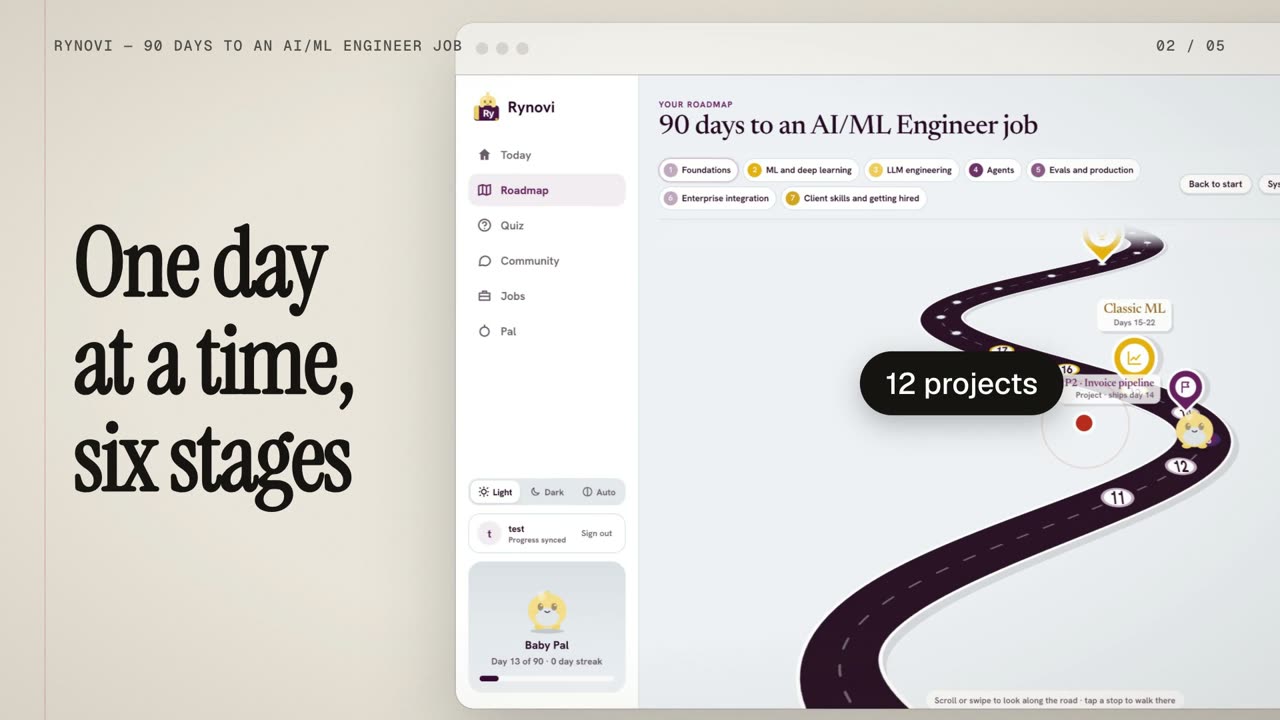 RYNOVI — 90 DAYS TO AN AI/ML ENGINEER JOB
02 / 05
One day
at a time,
six stages
Ry
Rynovi
Today
Roadmap
Quiz
Community
Jobs
Pal
Light
Dark
Auto
t
test
Progress synced
Sign out
Baby Pal
Day 13 of 90 · 0 day streak
YOUR ROADMAP
90 days to an AI/ML Engineer job
1 Foundations
2 ML and deep learning
3 LLM engineering
4 Agents
5 Evals and production
6 Enterprise integration
7 Client skills and getting hired
Back to start
Classic ML
Days 15-22
17
16
12 projects
P2 · Invoice pipeline
Project · ships day 14
12
11
Scroll or swipe to look along the road · tap a stop to walk there